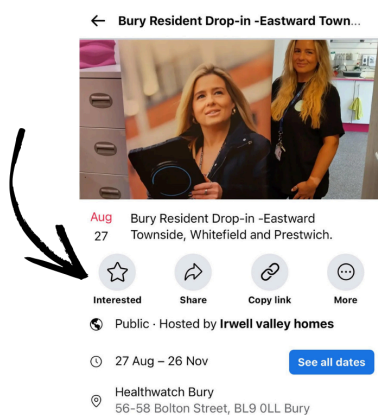 Bury Resident Drop-in -Eastward Town...
Aug
27
Bury Resident Drop-in -Eastward
Townside, Whitefield and Prestwich.
Interested
Share
Copy link
More
Public · Hosted by Irwell valley homes
27 Aug – 26 Nov
See all dates
Healthwatch Bury
56-58 Bolton Street, BL9 0LL Bury